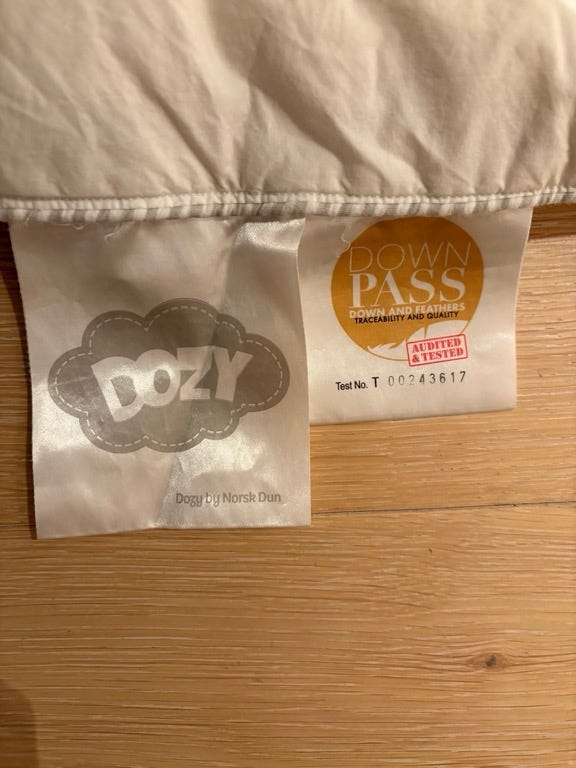 DOZY
Dozy by Norsk Dun
DOWN
PASS
DOWN AND FEATHERS
TRACEABILITY AND QUALITY
AUDITED
& TESTED
Test No. T 00243617